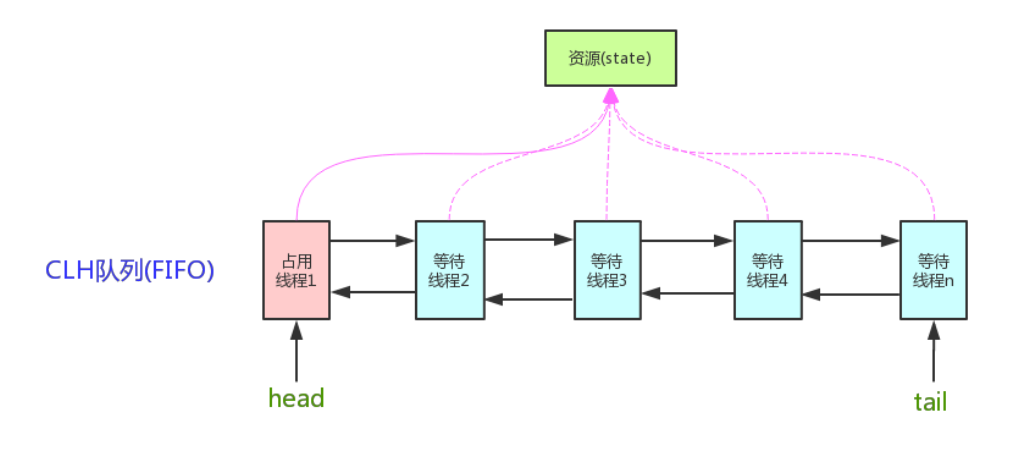 资源(state)
CLH队列(FIFO)
占用
线程1
等待
线程2
等待
线程3
等待
线程4
等待
线程n
head
tail